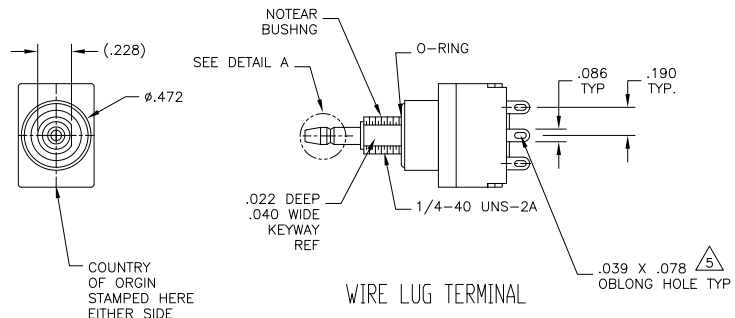 NOTEAR
BUSHNG
(.228)
O-RING
SEE DETAIL A
.086
TYP
.190
TYP.
ø.472
.022 DEEP
.040 WIDE
KEYWAY
REF
1/4-40 UNS-2A
COUNTRY
OF ORGIN
STAMPED HERE
EITHER SIDE
WIRE LUG TERMINAL
.039 X .078 5
OBLONG HOLE TYP